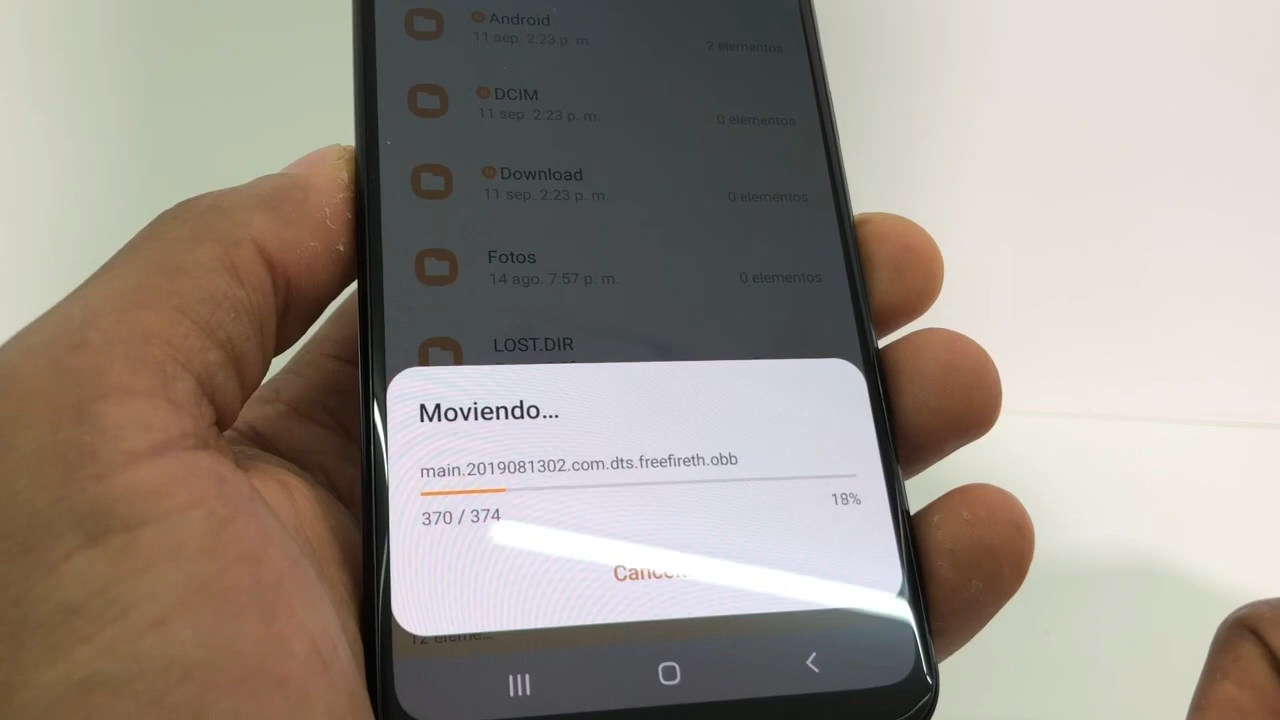 Android
11 sep. 2:23 p. m.
2 elementos
DCIM
11 sep. 2:23 p. m.
0 elementos
Download
11 sep. 2:23 p. m.
0 elementos
Fotos
14 ago. 7:57 p. m.
0 elementos
LOST.DIR
Moviendo...
main.2019081302.com.dts.freefireth.obb
18%
370 / 374